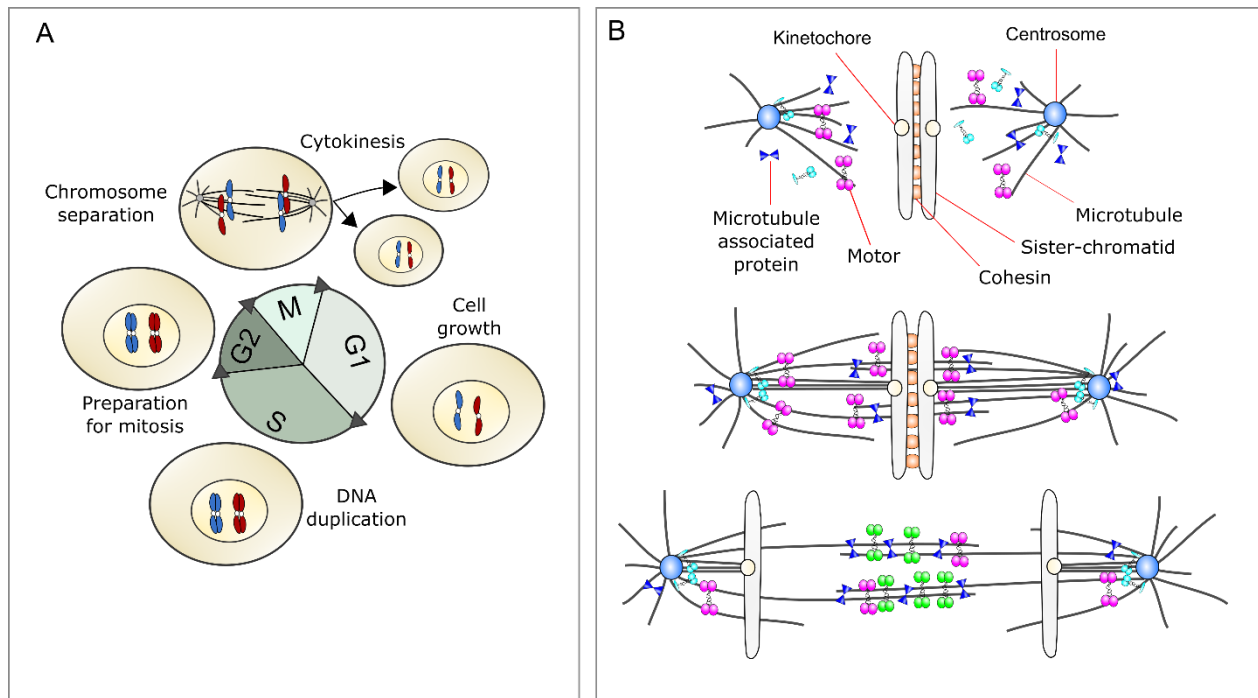 A
Cytokinesis
Chromosome
separation
M
G1
G2
S
Cell
growth
Preparation
for mitosis
DNA
duplication
B
Kinetochore
Centrosome
Microtubule
associated
protein
Motor
Microtubule
Sister-chromatid
Cohesin